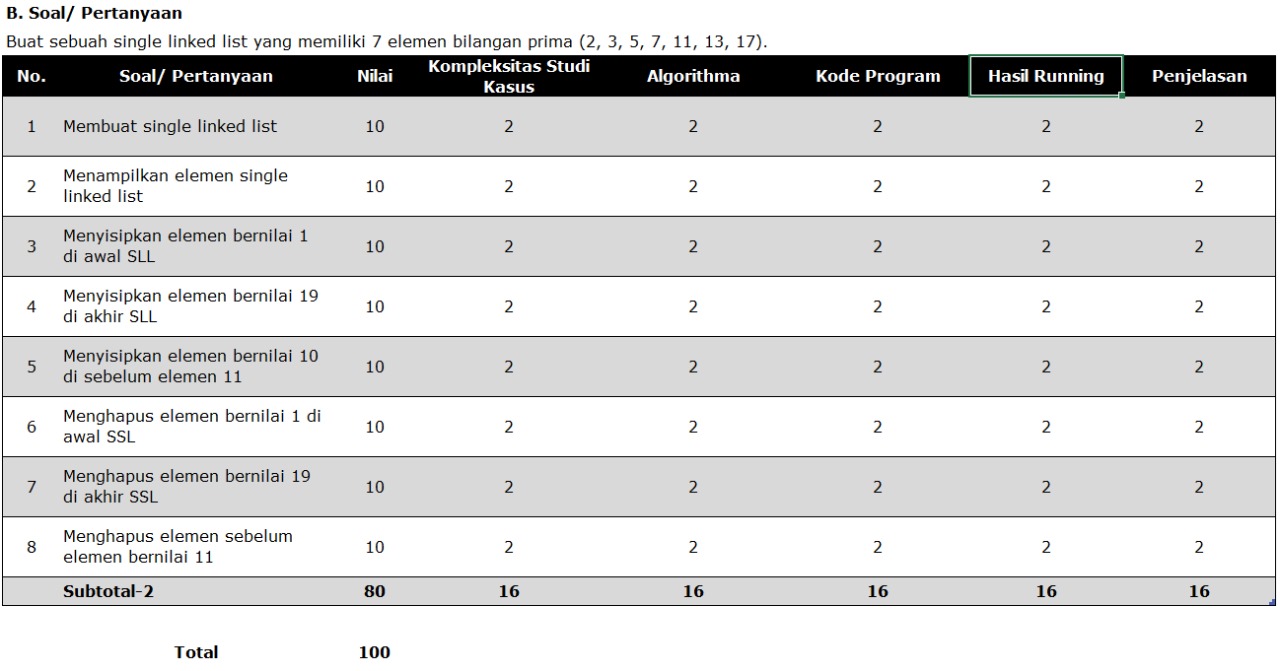 B. Soal/ Pertanyaan
Buat sebuah single linked list yang memiliki 7 elemen bilangan prima (2, 3, 5, 7, 11, 13, 17).
No. Soal/ Pertanyaan Nilai Kompleksitas Studi Kasus Algorithma Kode Program Hasil Running Penjelasan
1 Membuat single linked list 10 2 2 2 2 2
2 Menampilkan elemen single linked list 10 2 2 2 2 2
3 Menyisipkan elemen bernilai 1 di awal SLL 10 2 2 2 2 2
4 Menyisipkan elemen bernilai 19 di akhir SLL 10 2 2 2 2 2
5 Menyisipkan elemen bernilai 10 di sebelum elemen 11 10 2 2 2 2 2
6 Menghapus elemen bernilai 1 di awal SSL 10 2 2 2 2 2
7 Menghapus elemen bernilai 19 di akhir SSL 10 2 2 2 2 2
8 Menghapus elemen sebelum elemen bernilai 11 10 2 2 2 2 2
Subtotal-2 80 16 16 16 16 16
Total 100